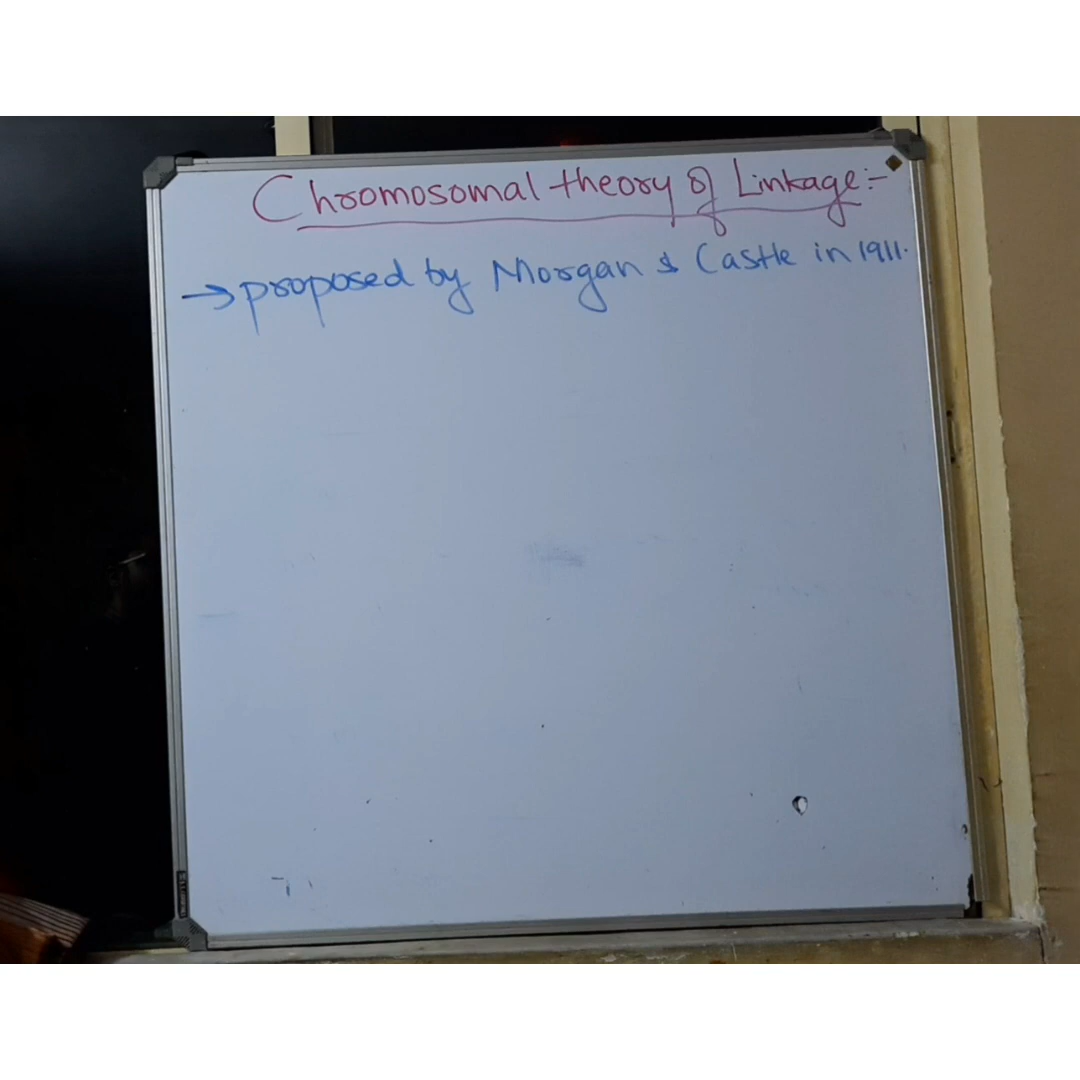 Chromosomal theory of Linkage:-
→ proposed by Morgan & Castle in 1911.